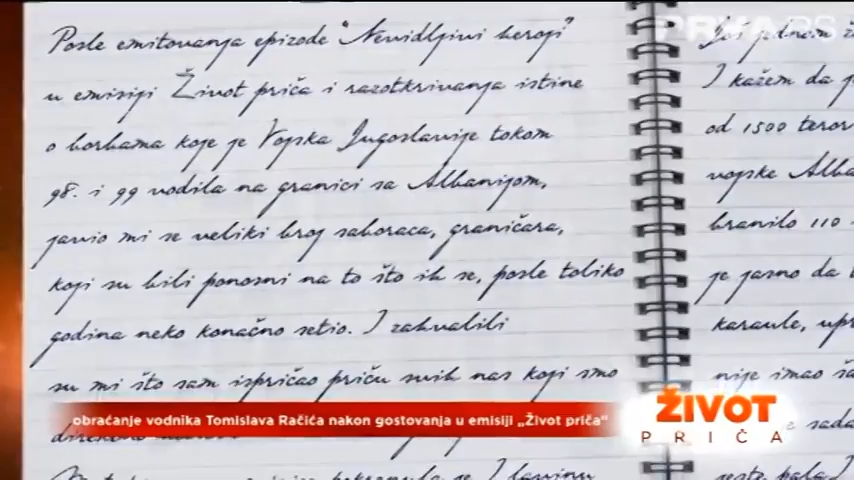 PRVA.RS
Posle emitovanja epizode "Nevidljivi heroji"
u emisiji Život priča i razotkrivanja istine
o borbama koje je Vojska Jugoslavije tokom
98. i 99 vodila na granici sa Albanijom,
javio mi se veliki broj saboraca, graničara,
koji su bili ponosni na to što ih se, posle toliko
godina neko konačno setio. I zahvalili
su mi što sam ispričao priču svih nas koji smo
Još jednom
I kažem da
od 1500 teror
vojske Alba
branilo 110
je jasno da
karaule, upr
nije imao
sada
obraćanje vodnika Tomislava Račića nakon gostovanja u emisiji „Život priča“
ŽIVOT
PRIČA